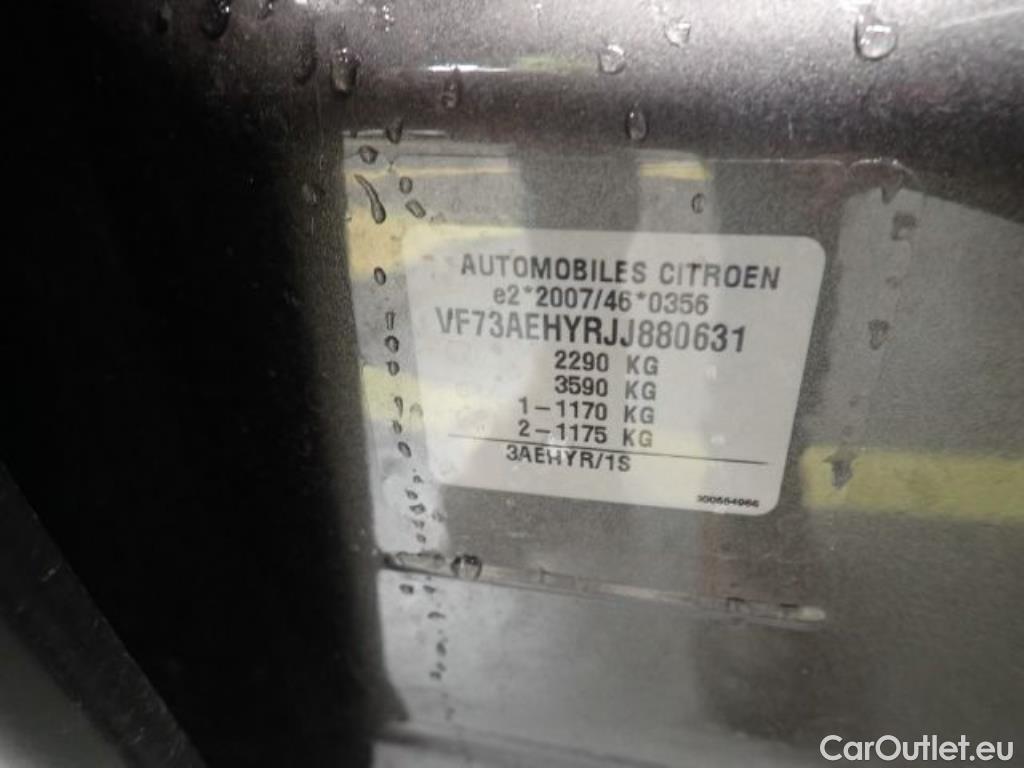 AUTOMOBILES CITROEN
e2*2007/46*0356
VF73AEHYRJJ880631
2290 KG
3590 KG
1-1170 KG
2-1175 KG
3AEHYR/1S
CarOutlet.eu